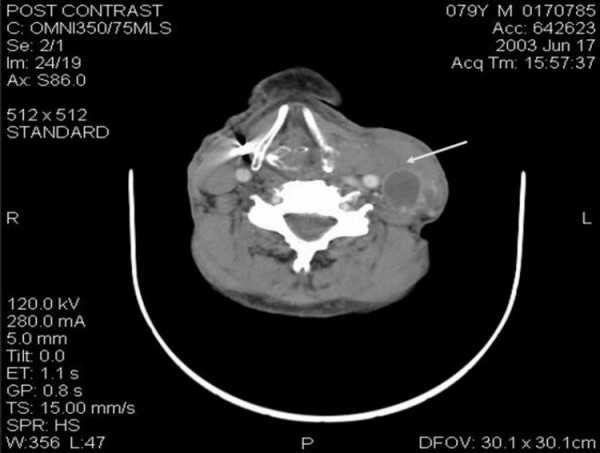 POST CONTRAST
C: OMNI350/75MLS
Se: 2/1
Im: 24/19
Ax: S86.0
512 x 512
STANDARD
079Y M 0170785
Acc: 642623
2003 Jun 17
Acq Tm: 15:57:37
R
L
120.0 kV
280.0 mA
5.0 mm
Tilt: 0.0
ET: 1.1 s
GP: 0.8 s
TS: 15.00 mm/s
SPR: HS
W:356 L:47
P
DFOV: 30.1 x 30.1cm